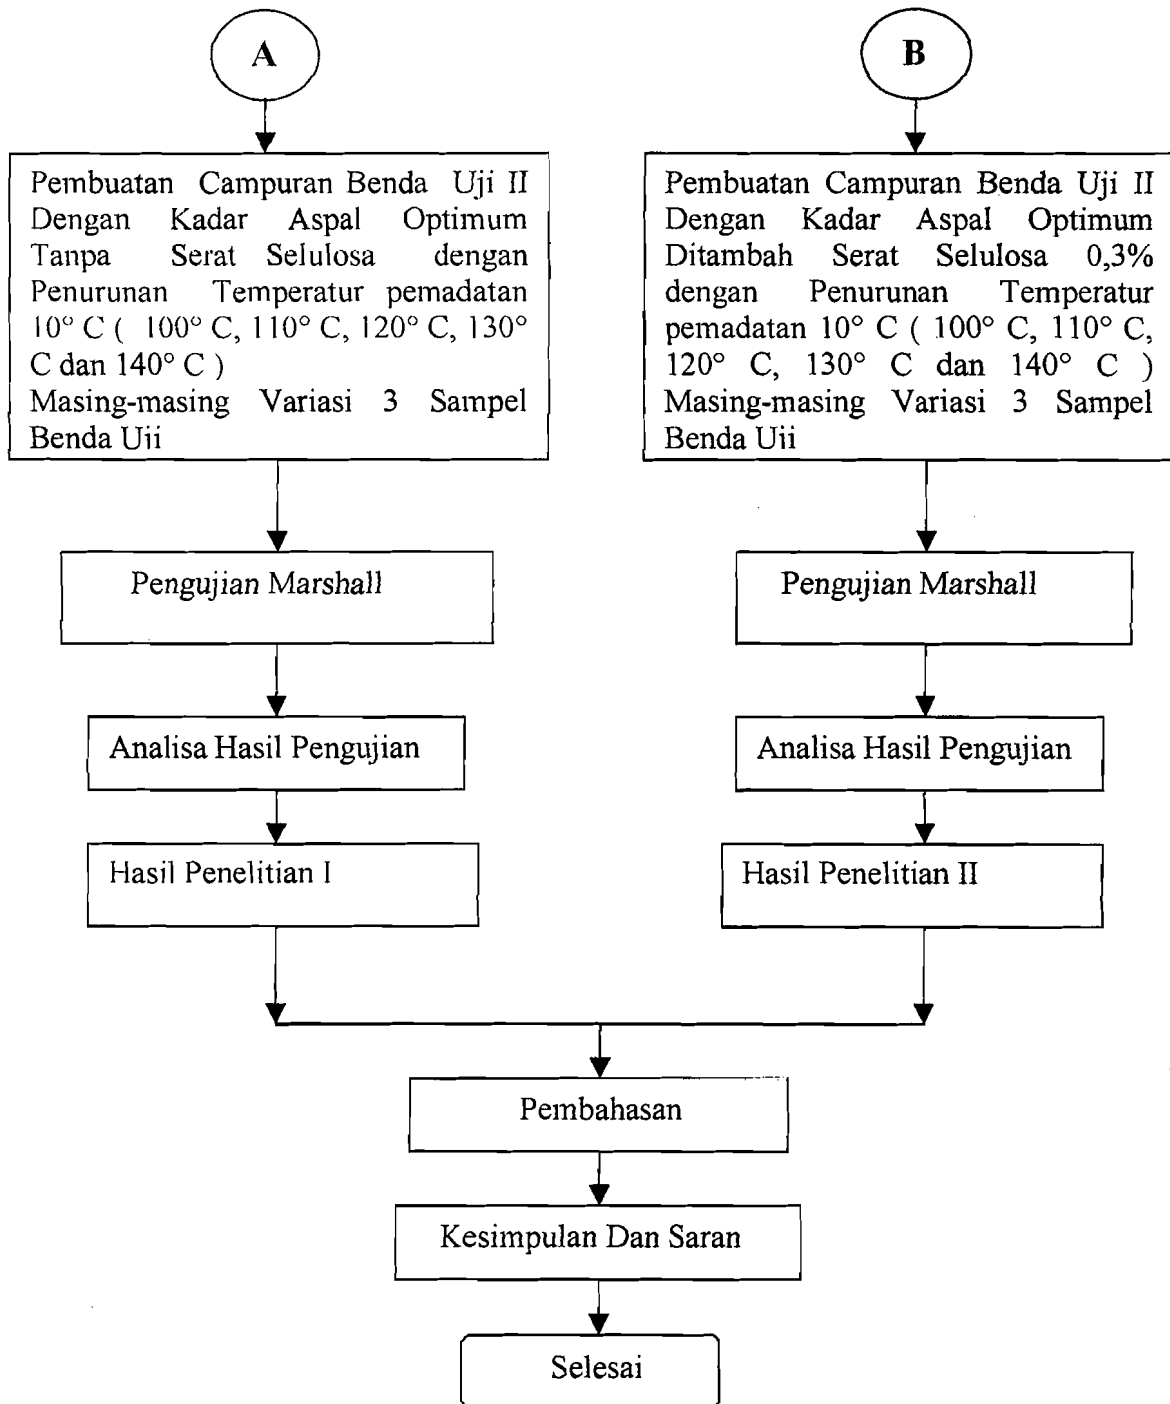 A
Pembuatan Campuran Benda Uji II
Dengan Kadar Aspal Optimum
Tanpa Serat Selulosa dengan
Penurunan Temperatur pemadatan
10° C ( 100° C, 110° C, 120° C, 130°
C dan 140° C )
Masing-masing Variasi 3 Sampel
Benda Uii
Pengujian Marshall
Analisa Hasil Pengujian
Hasil Penelitian I
B
Pembuatan Campuran Benda Uji II
Dengan Kadar Aspal Optimum
Ditambah Serat Selulosa 0,3%
dengan Penurunan Temperatur
pemadatan 10° C ( 100° C, 110° C,
120° C, 130° C dan 140° C )
Masing-masing Variasi 3 Sampel
Benda Uii
Pengujian Marshall
Analisa Hasil Pengujian
Hasil Penelitian II
Pembahasan
Kesimpulan Dan Saran
Selesai